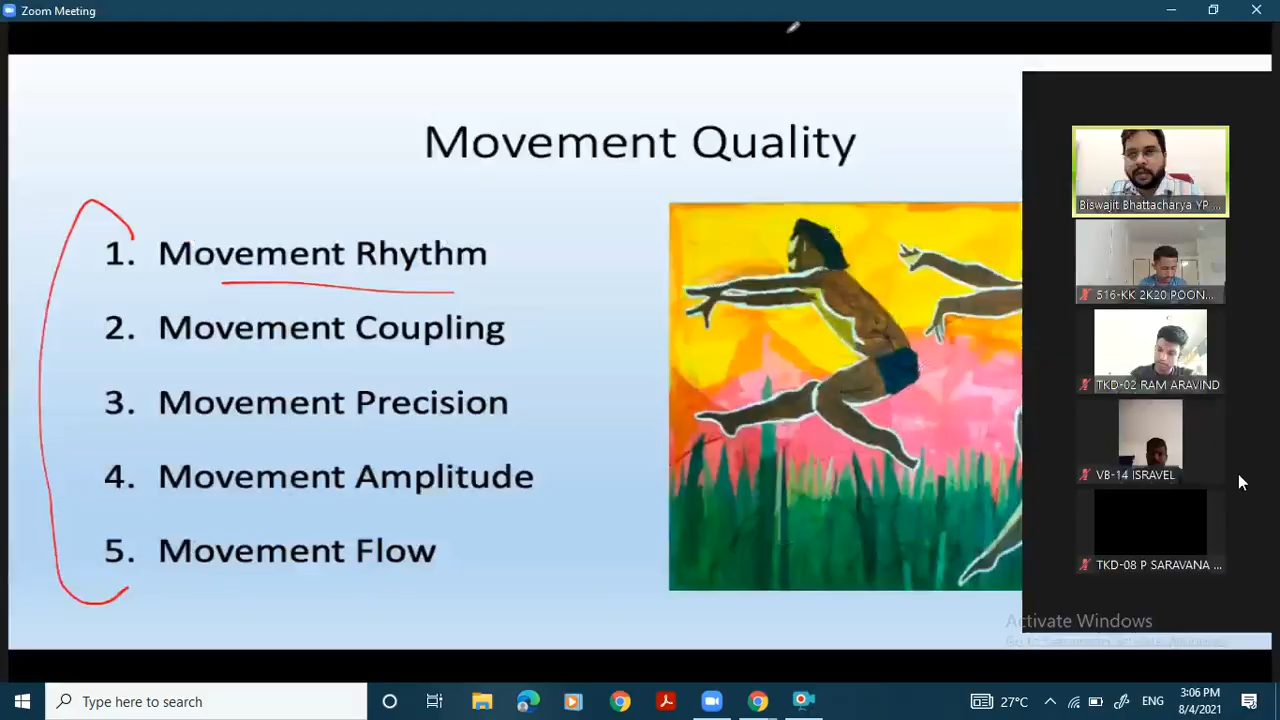 Zoom Meeting
Movement Quality
1. Movement Rhythm
2. Movement Coupling
3. Movement Precision
4. Movement Amplitude
5. Movement Flow
Biswajit Bhattacharya YP ...
516-KK 2K20 POON...
TKD-02 RAM ARAVIND
VB-14 ISRAVEL
TKD-08 P SARAVANA ...
Activate Windows
Type here to search
27°C
ENG
3:06 PM
8/4/2021